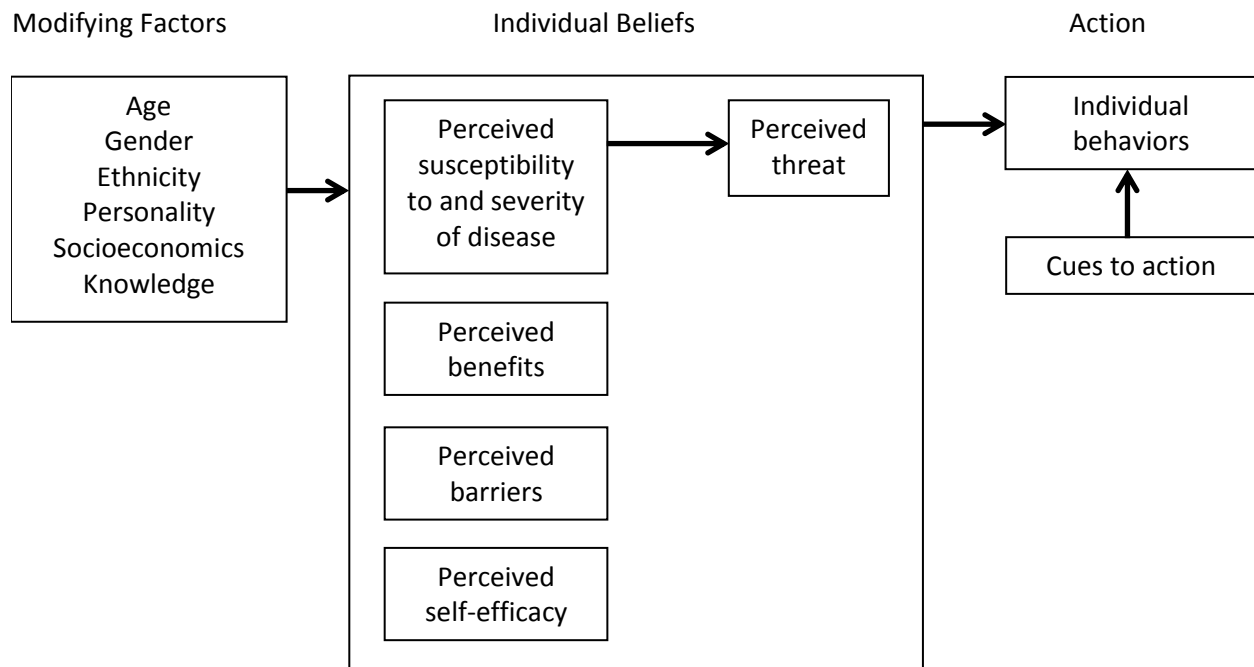 Modifying Factors
Individual Beliefs
Action
Age
Gender
Ethnicity
Personality
Socioeconomics
Knowledge
Perceived
susceptibility
to and severity
of disease
Perceived
threat
Individual
behaviors
Cues to action
Perceived
benefits
Perceived
barriers
Perceived
self-efficacy